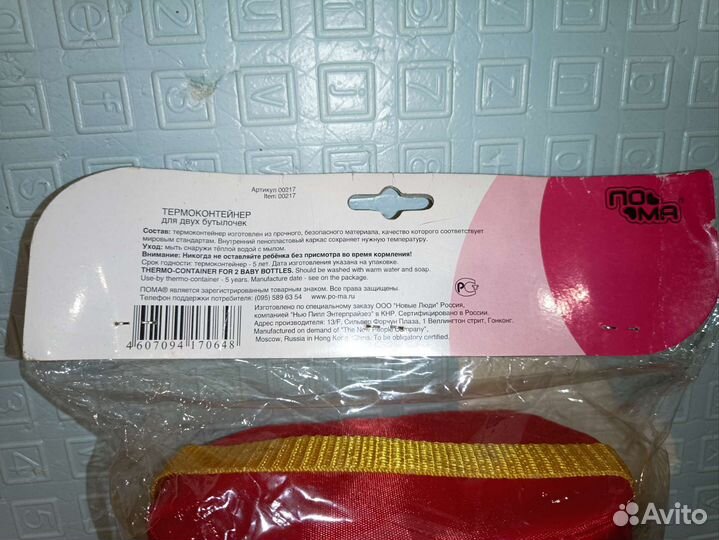 Артикул 00217
Item 00217
ТЕРМОКОНТЕЙНЕР
для двух бутылочек
Состав: термоконтейнер изготовлен из прочного, безопасного материала, качество которого соответствует
мировым стандартам. Внутренний пенопластовый каркас сохраняет нужную температуру.
Уход: мыть снаружи тёплой водой с мылом.
Внимание: Никогда не оставляйте ребёнка без присмотра во время кормления!
Срок годности: термоконтейнер - 5 лет. Дата изготовления указана на упаковке.
THERMO-CONTAINER FOR 2 BABY BOTTLES. Should be washed with warm water and soap.
Use-by thermo-container - 5 years. Manufacture date - see on the package.
ПОМА® является зарегистрированным товарным знаком. Все права защищены
Телефон поддержки потребителя: (095) 589 63 54 www.po-ma.ru
Изготовлено по специальному заказу ООО "Новые Люди" Россия,
компанией "Нью Пипл Энтерпрайзез" в КНР. Сертифицировано в России.
Адрес производителя: 13/F, Сильвер Форчун Плаза, 1 Веллингтон стрит, Гонконг.
Manufactured on demand of "The New People Company",
Moscow, Russia in Hong Kong, China. To be obligatory certified.
4 607094 170648
ПО
МА®
РС
Avito